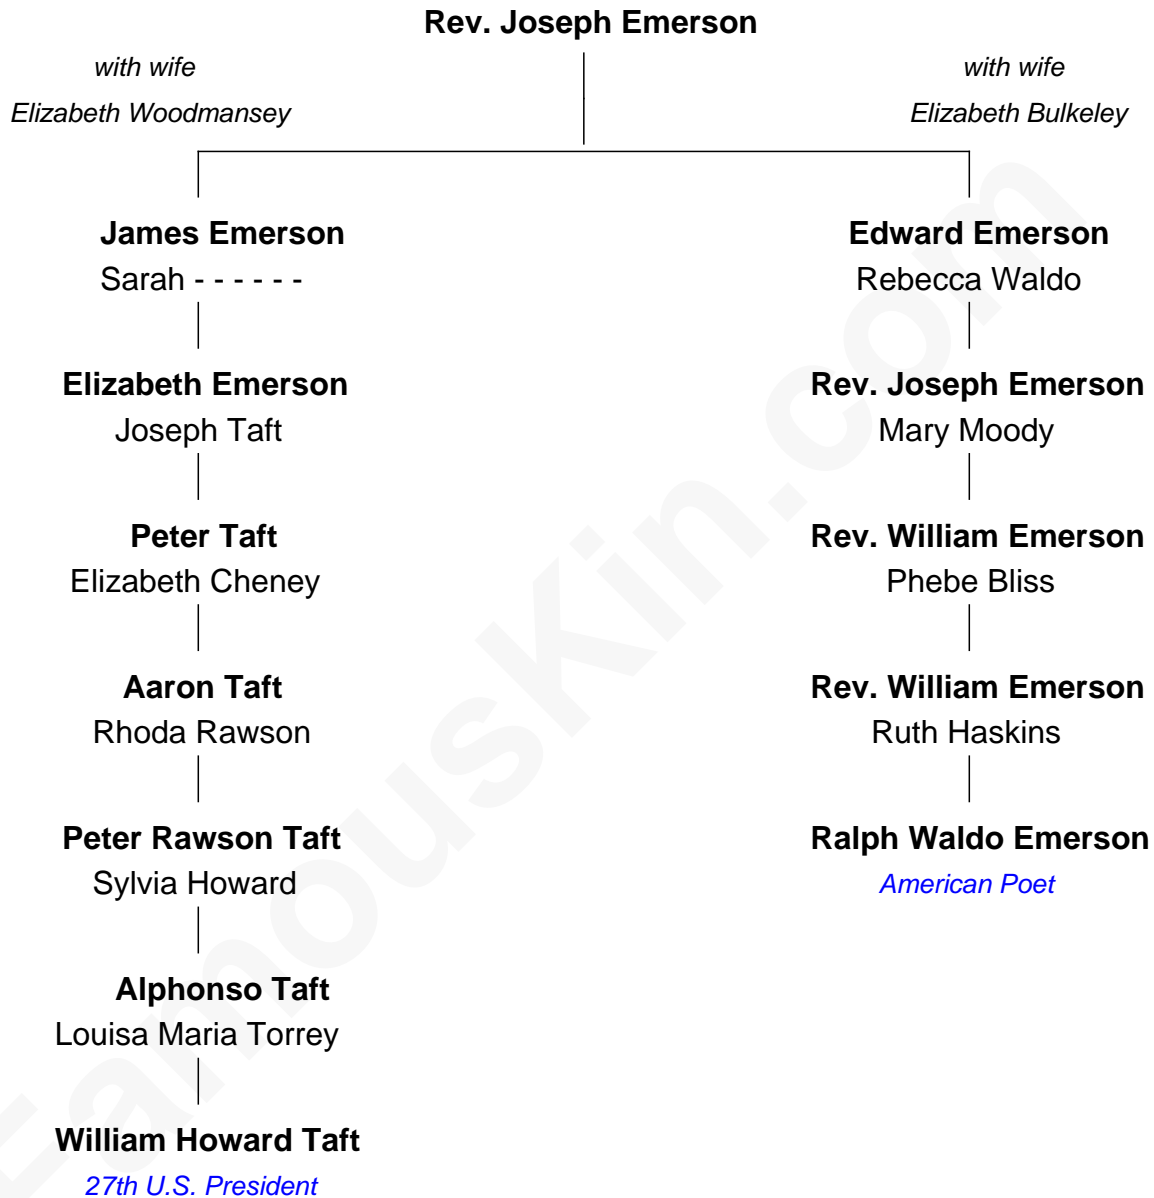 Rev. Joseph Emerson
with wife
Elizabeth Woodmansey
with wife
Elizabeth Bulkeley
James Emerson
Sarah - - - - - -
Elizabeth Emerson
Joseph Taft
Peter Taft
Elizabeth Cheney
Aaron Taft
Rhoda Rawson
Peter Rawson Taft
Sylvia Howard
Alphonso Taft
Louisa Maria Torrey
William Howard Taft
27th U.S. President
Edward Emerson
Rebecca Waldo
Rev. Joseph Emerson
Mary Moody
Rev. William Emerson
Phebe Bliss
Rev. William Emerson
Ruth Haskins
Ralph Waldo Emerson
American Poet
FamousKin.com